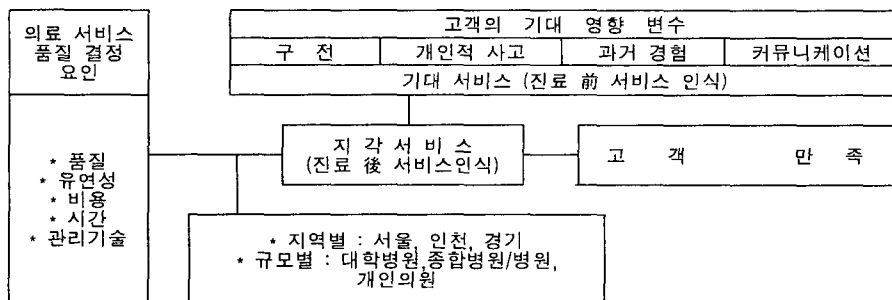 의료 서비스
품질 결정
요인
* 품질
* 유연성
* 비용
* 시간
* 관리기술
고객의 기대 영향 변수
구 전
개인적 사고
과거 경험
커뮤니케이션
기대 서비스 (진료 前 서비스 인식)
지 각 서 비 스
(진료 後 서비스인식)
고 객 만 족
* 지역별 : 서울, 인천, 경기
* 규모별 : 대학병원,종합병원/병원,
개인의원